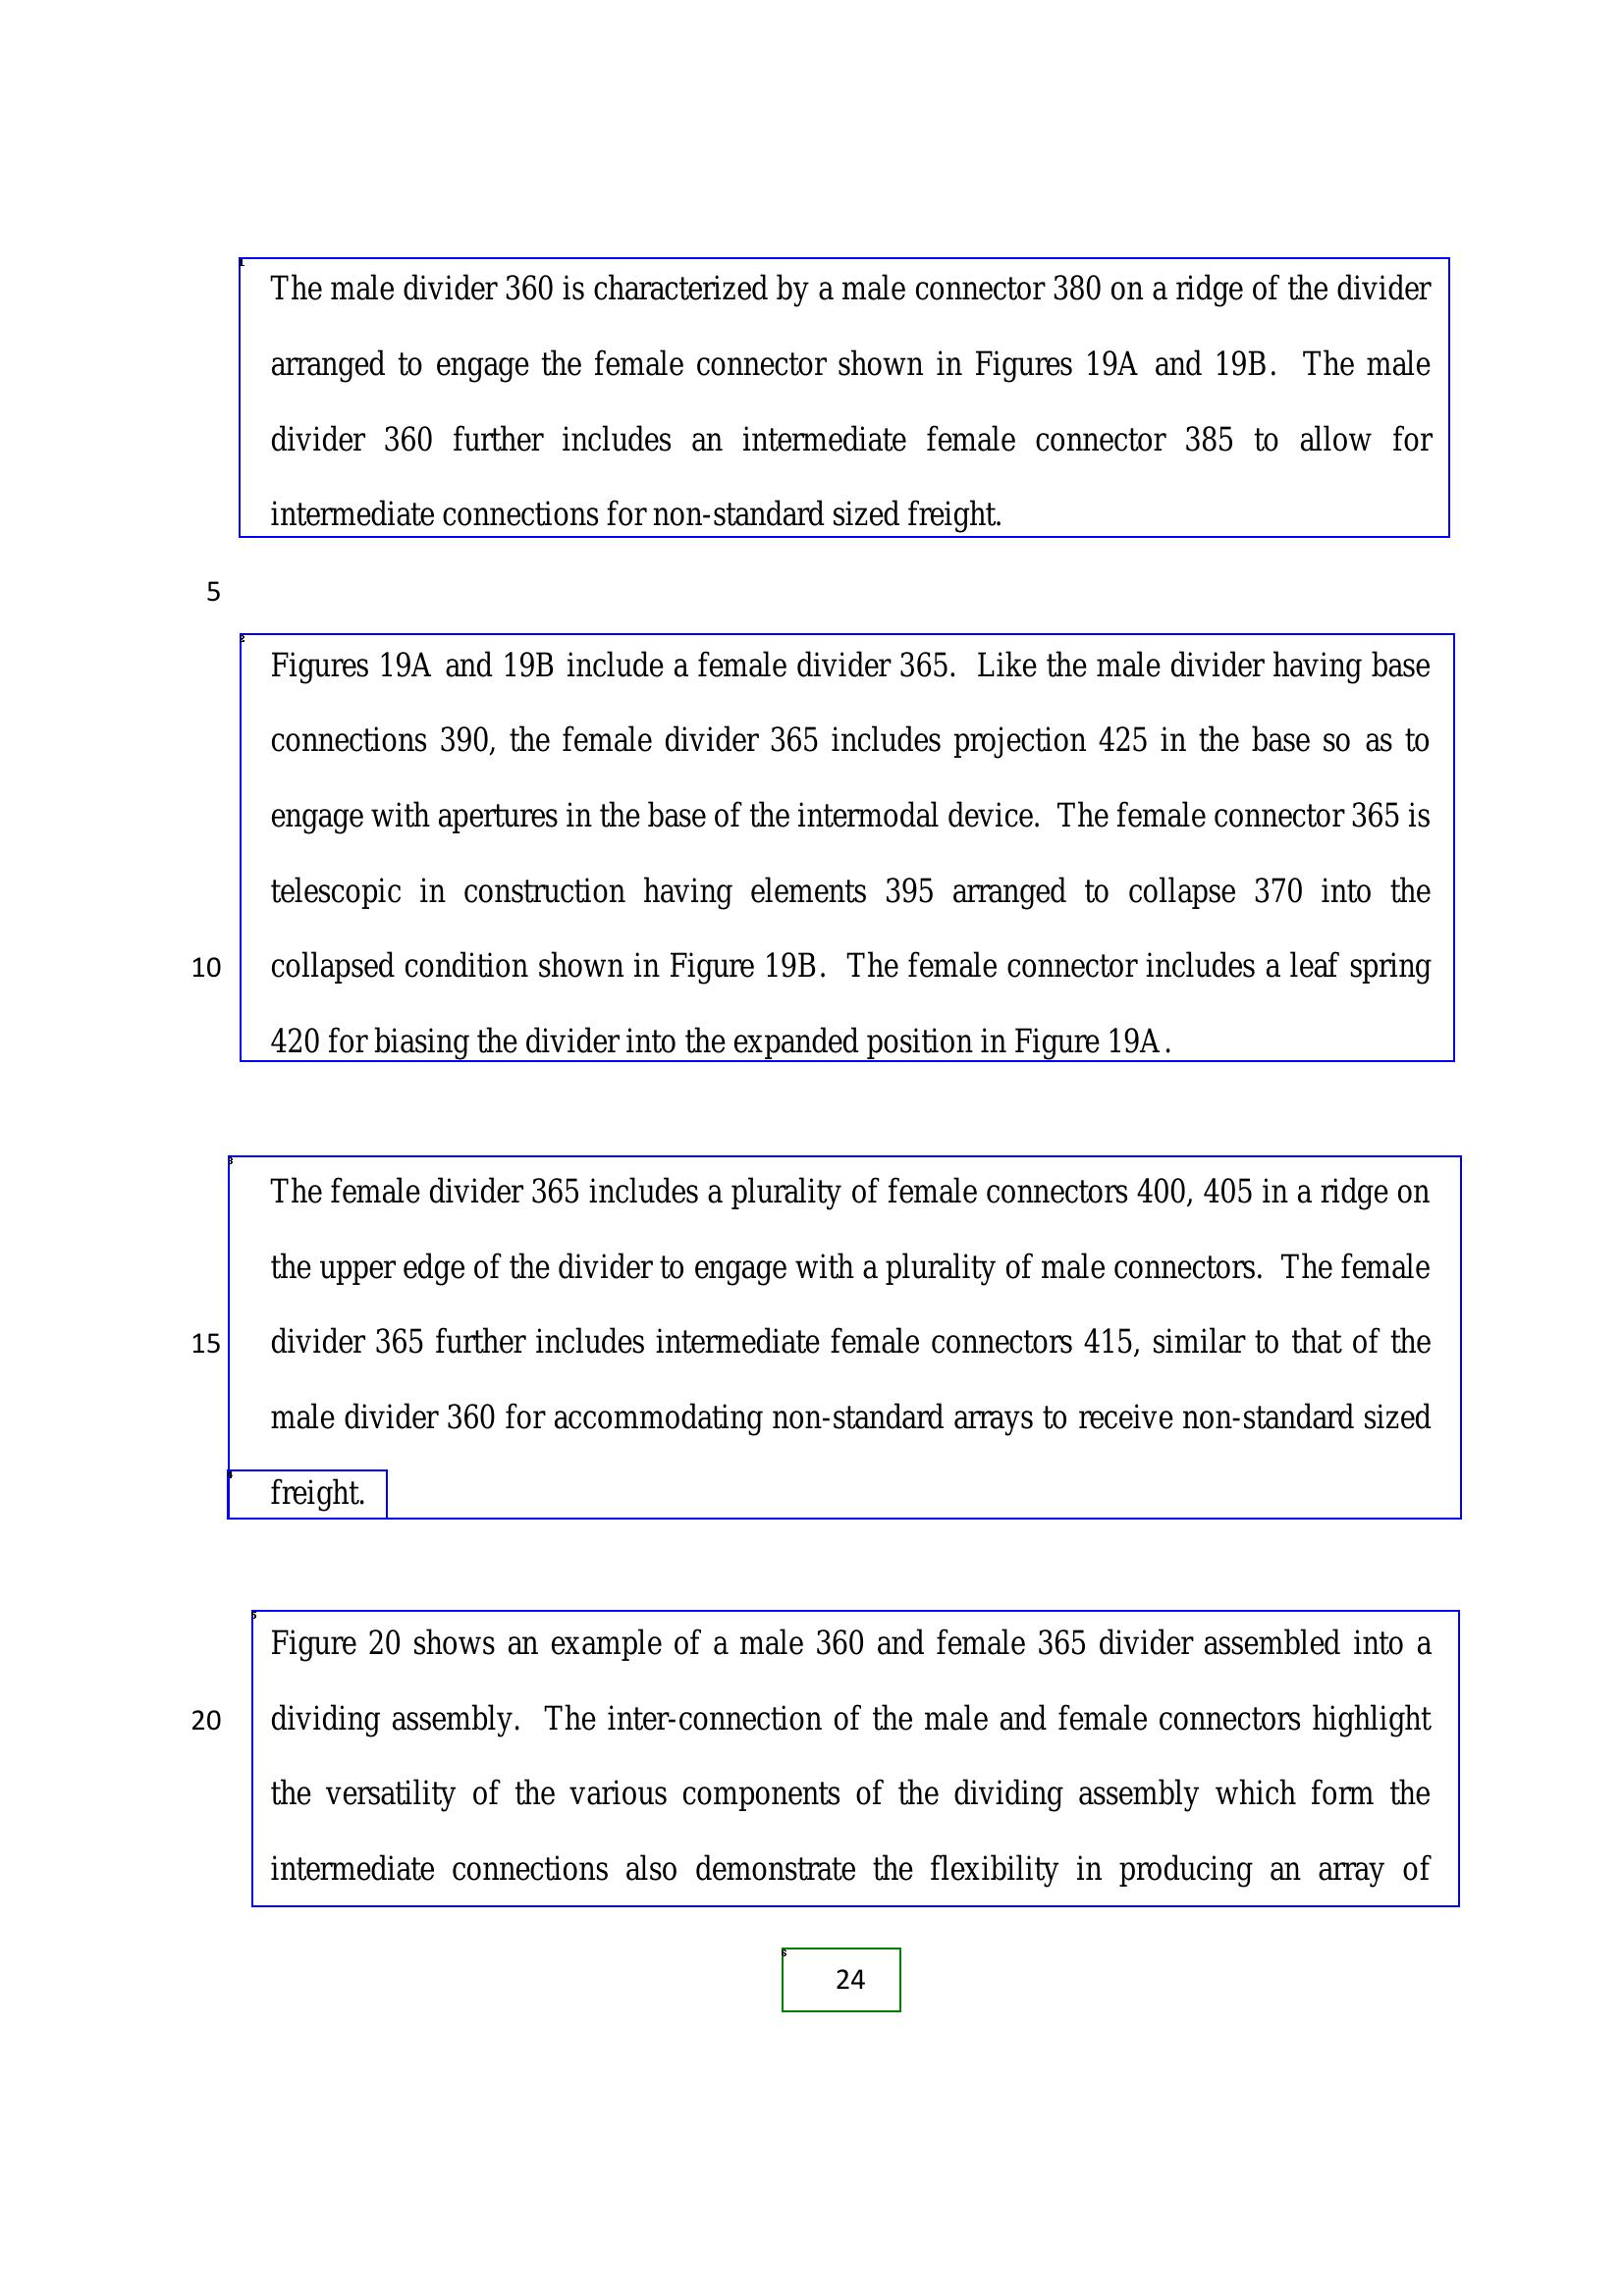 The male divider 360 is characterized by a male connector 380 on a ridge of the divider
arranged to engage the female connector shown in Figures 19A and 19B.  The male
divider 360 further includes an intermediate female connector 385 to allow for
intermediate connections for non-standard sized freight.
5
Figures 19A and 19B include a female divider 365.  Like the male divider having base
connections 390, the female divider 365 includes projection 425 in the base so as to
engage with apertures in the base of the intermodal device.  The female connector 365 is
telescopic in construction having elements 395 arranged to collapse 370 into the
10 collapsed condition shown in Figure 19B.  The female connector includes a leaf spring
420 for biasing the divider into the expanded position in Figure 19A.
The female divider 365 includes a plurality of female connectors 400, 405 in a ridge on
the upper edge of the divider to engage with a plurality of male connectors.  The female
15 divider 365 further includes intermediate female connectors 415, similar to that of the
male divider 360 for accommodating non-standard arrays to receive non-standard sized
freight.
Figure 20 shows an example of a male 360 and female 365 divider assembled into a
20 dividing assembly.  The inter-connection of the male and female connectors highlight
the versatility of the various components of the dividing assembly which form the
intermediate connections also demonstrate the flexibility in producing an array of
24